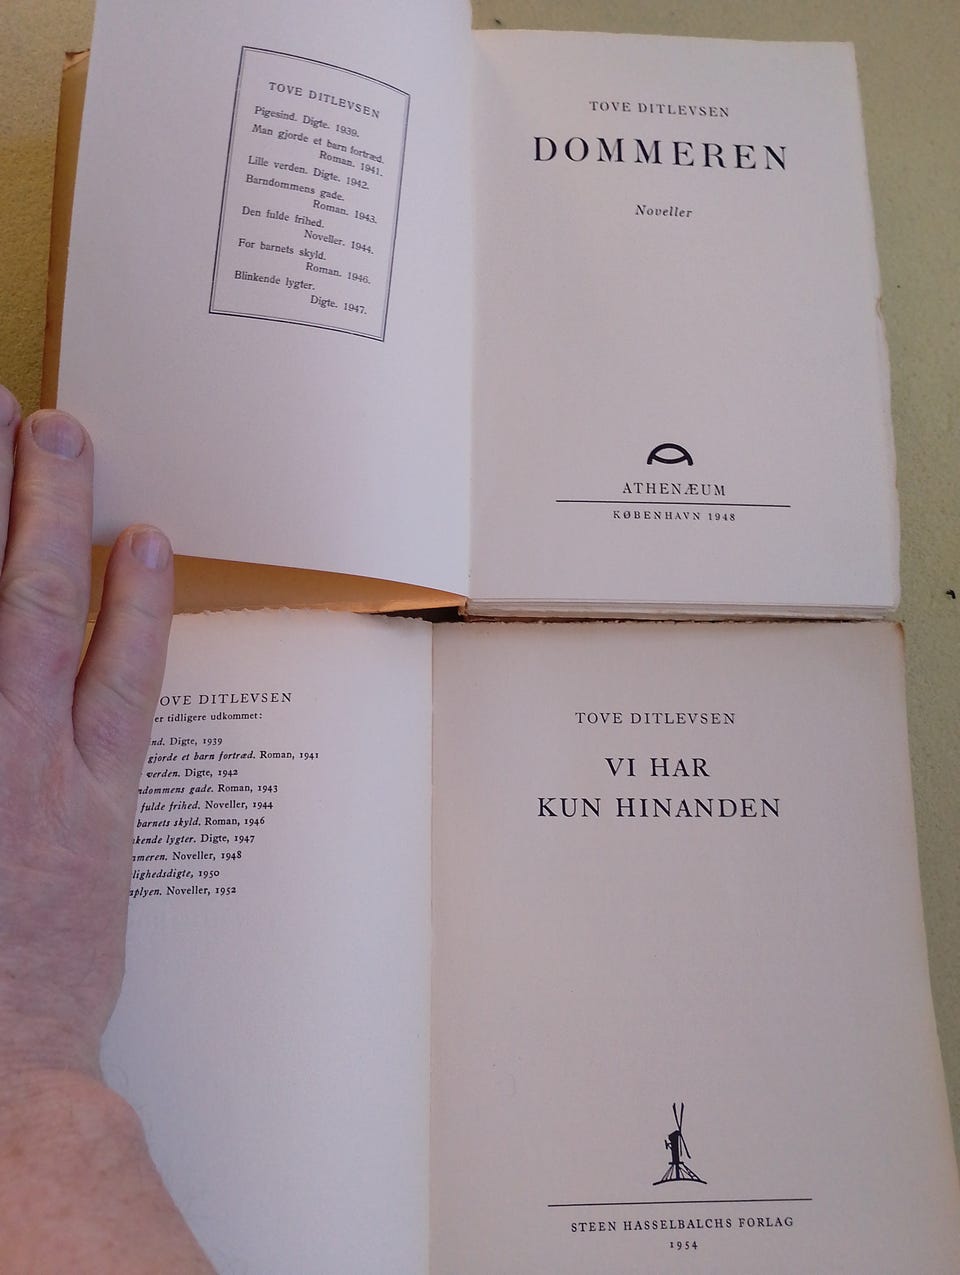 TOVE DITLEVSEN
Pigesind. Digte. 1939.
Man gjorde et barn fortræd.
Roman. 1941.
Lille verden. Digte. 1942.
Barndommens gade.
Roman. 1943.
Den fulde frihed.
Noveller. 1944.
For barnets skyld.
Roman. 1946.
Blinkende lygter.
Digte. 1947.
TOVE DITLEVSEN
DOMMEREN
Noveller
ATHENÆUM
KØBENHAVN 1948
OVE DITLEVSEN
er tidligere udkommet:
ind. Digte, 1939
gjorde et barn fortræd. Roman, 1941
verden. Digte, 1942
ndommens gade. Roman, 1943
fulde frihed. Noveller, 1944
barnets skyld. Roman, 1946
kende lygter. Digte, 1947
mmeren. Noveller, 1948
lighedsdigte, 1950
aplyen. Noveller, 1952
TOVE DITLEVSEN
VI HAR
KUN HINANDEN
STEEN HASSELBALCHS FORLAG
1954